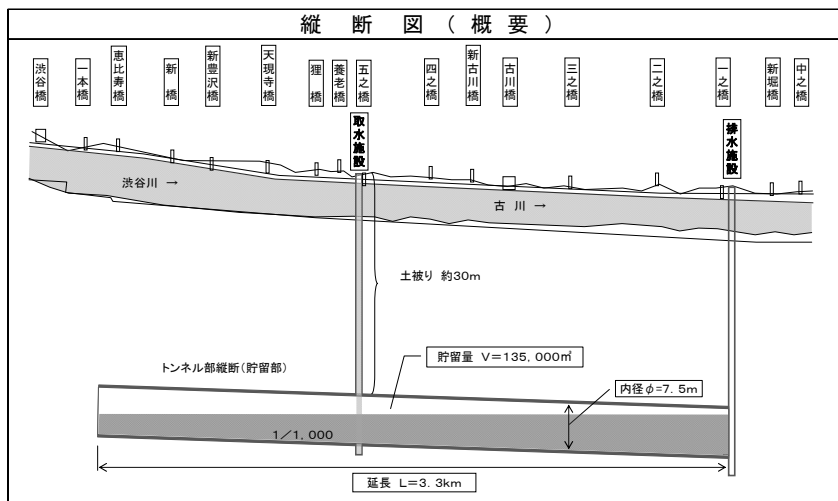 縦断図(概要)
渋谷橋
一本橋
恵比寿橋
新橋
新豊沢橋
天現寺橋
狸橋
養老橋
五之橋
四之橋
新古川橋
古川橋
三之橋
二之橋
一之橋
新堀橋
中之橋
取水施設
排水施設
渋谷川 →
古川 →
土被り 約30m
貯留量 V=135,000㎥
トンネル部縦断(貯留部)
内径φ=7.5m
1/1,000
延長 L=3.3km